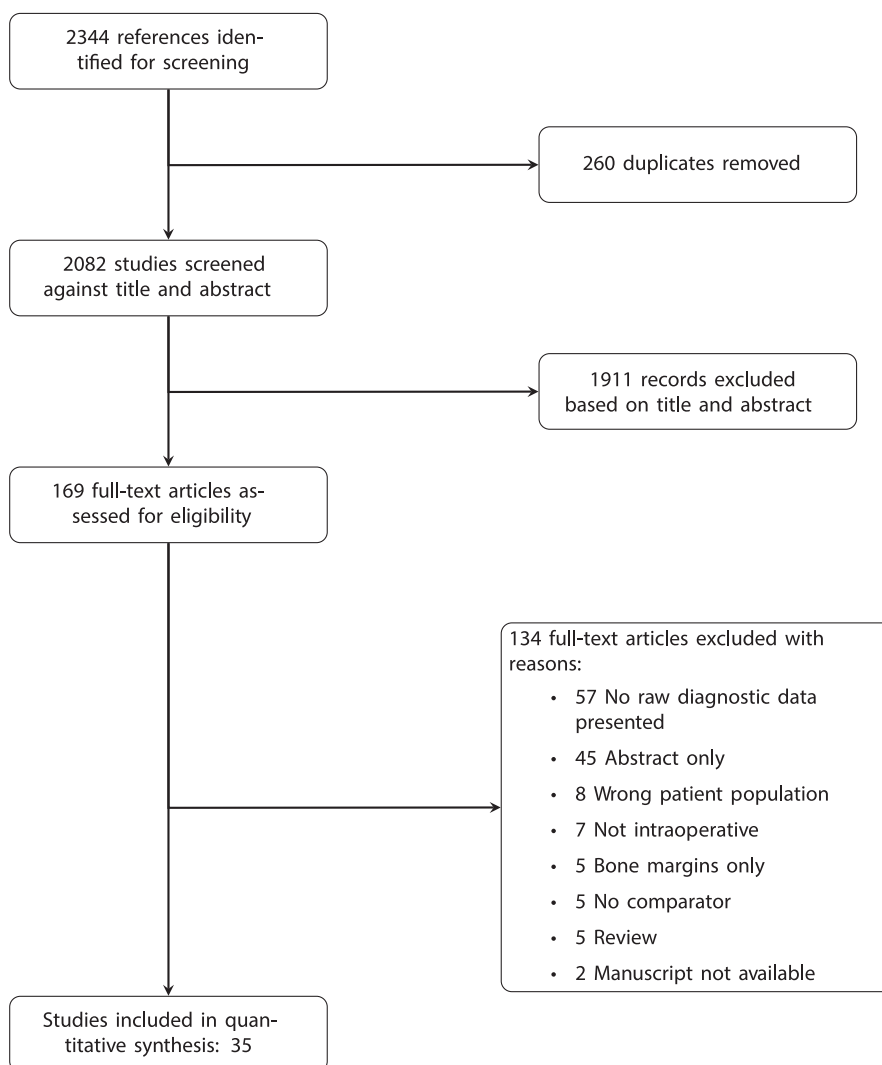 2344 references iden-
tified for screening
260 duplicates removed
2082 studies screened
against title and abstract
1911 records excluded
based on title and abstract
169 full-text articles as-
sessed for eligibility
134 full-text articles excluded with
reasons:
• 57 No raw diagnostic data
presented
• 45 Abstract only
• 8 Wrong patient population
• 7 Not intraoperative
• 5 Bone margins only
• 5 No comparator
• 5 Review
• 2 Manuscript not available
Studies included in quan-
titative synthesis: 35